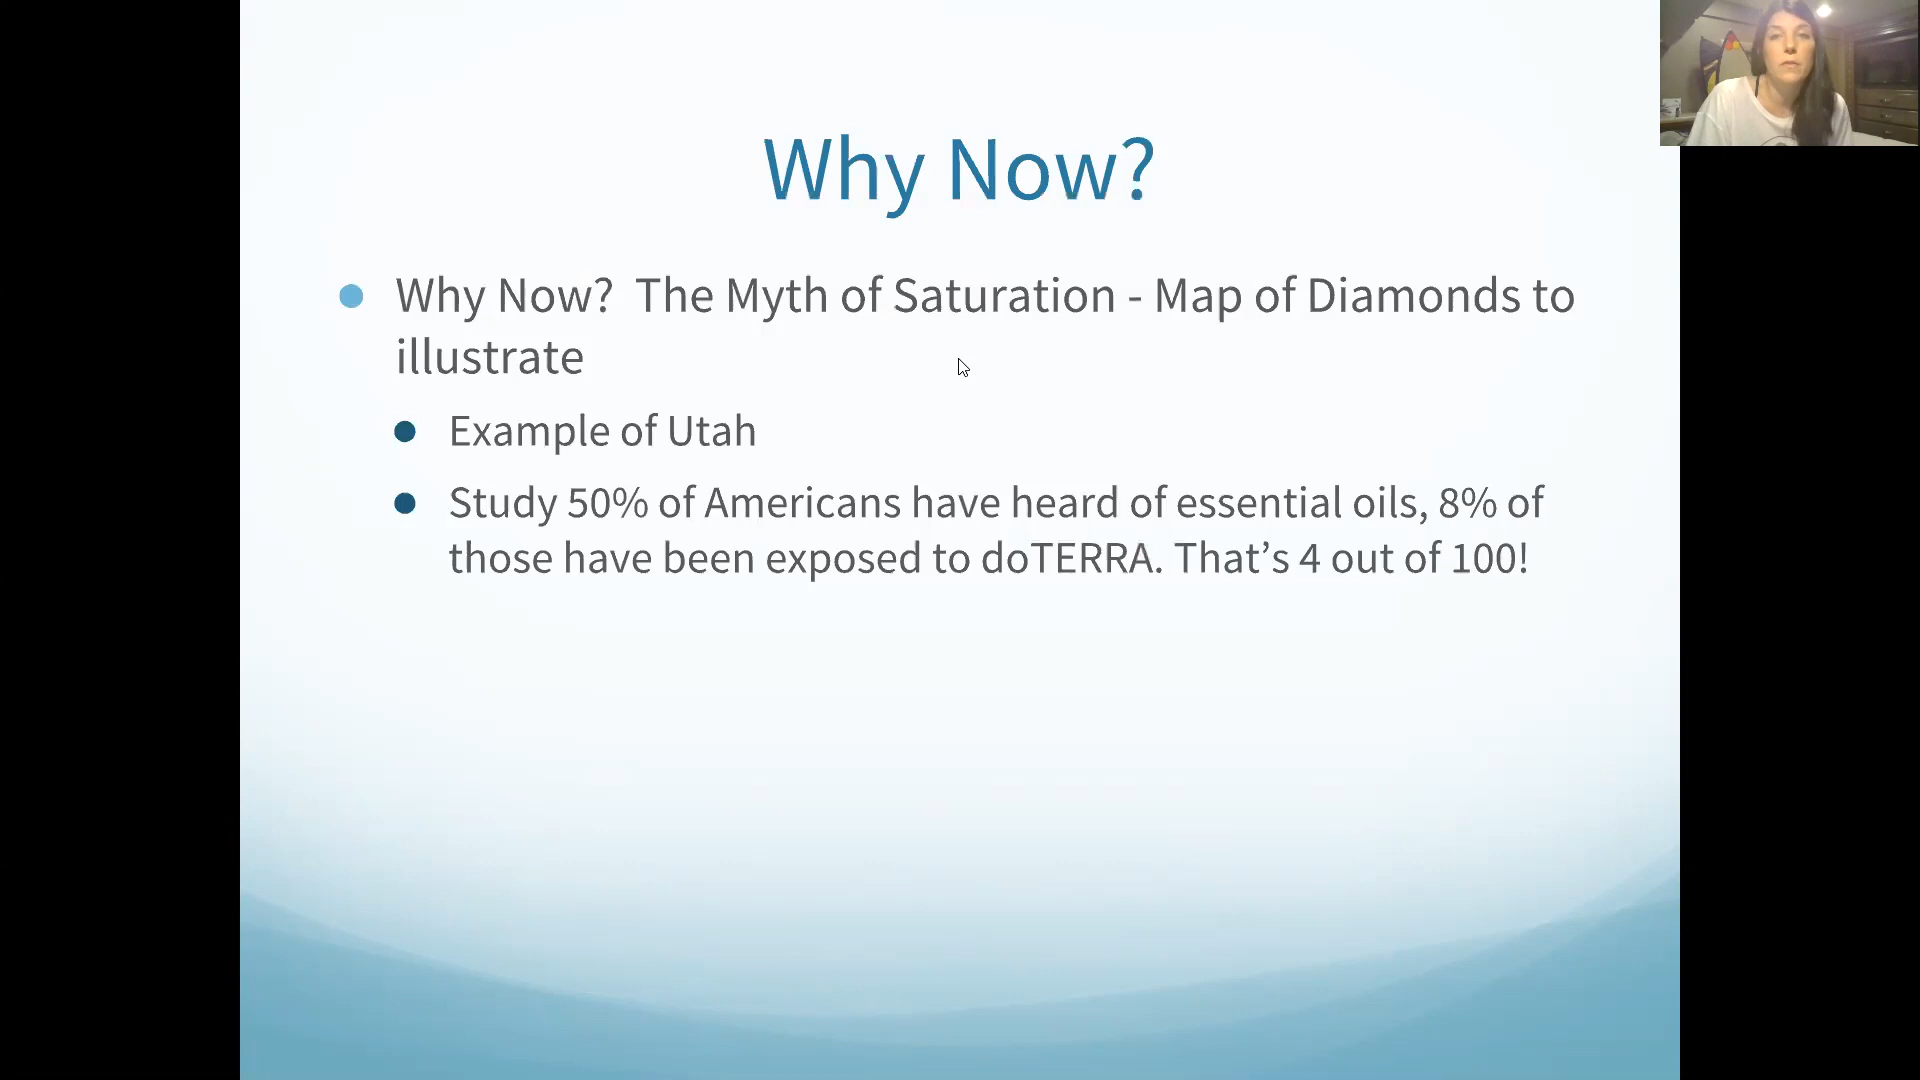 Why Now?
Why Now?  The Myth of Saturation - Map of Diamonds to
illustrate
Example of Utah
Study 50% of Americans have heard of essential oils, 8% of
those have been exposed to doTERRA. That’s 4 out of 100!